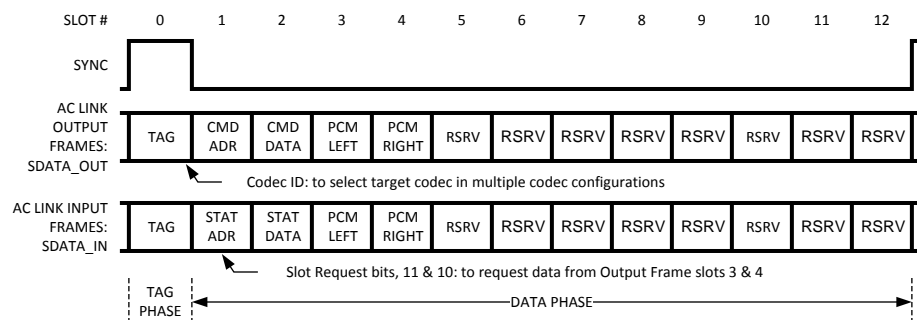 SLOT # 0 1 2 3 4 5 6 7 8 9 10 11 12
SYNC
AC LINK
OUTPUT
FRAMES:
SDATA_OUT
TAG
CMD
ADR
CMD
DATA
PCM
LEFT
PCM
RIGHT
RSRV RSRV RSRV RSRV RSRV RSRV RSRV RSRV
Codec ID: to select target codec in multiple codec configurations
AC LINK INPUT
FRAMES:
SDATA_IN
TAG
STAT
ADR
STAT
DATA
PCM
LEFT
PCM
RIGHT
RSRV RSRV RSRV RSRV RSRV RSRV RSRV RSRV
Slot Request bits, 11 & 10: to request data from Output Frame slots 3 & 4
TAG
PHASE
DATA PHASE